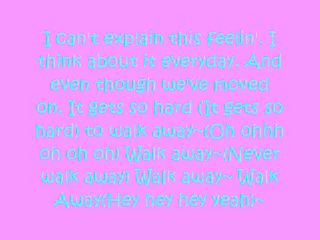 I can't explain this feelin'. I
think about it everyday. And
even though we've moved
on. It gets so hard (It gets so
hard) to walk away~(Oh ohhh
oh oh oh) Walk away~(Never
walk away) Walk away~ Walk
Away(Hey hey hey yeah)~